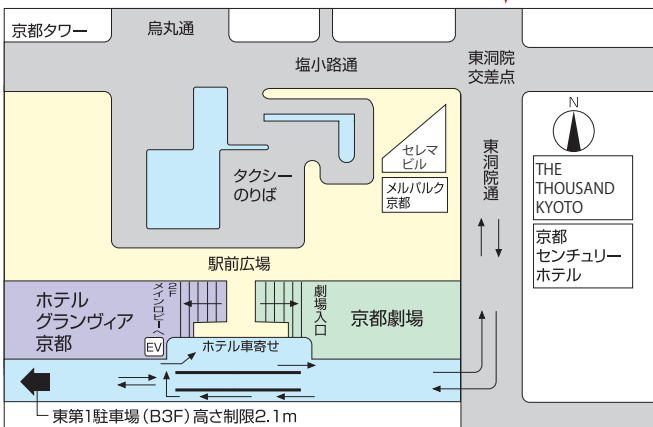 京都タワー
烏丸通
塩小路通
東洞院
交差点
N
セレマ
ビル
メルパルク
京都
タクシー
のりば
東洞院通
THE
THOUSAND
KYOTO
京都
センチュリー
ホテル
駅前広場
ホテル
グランヴィア
京都
2F
メインロビーへ
EV
劇場入口
京都劇場
ホテル車寄せ
東第1駐車場(B3F)高さ制限2.1m